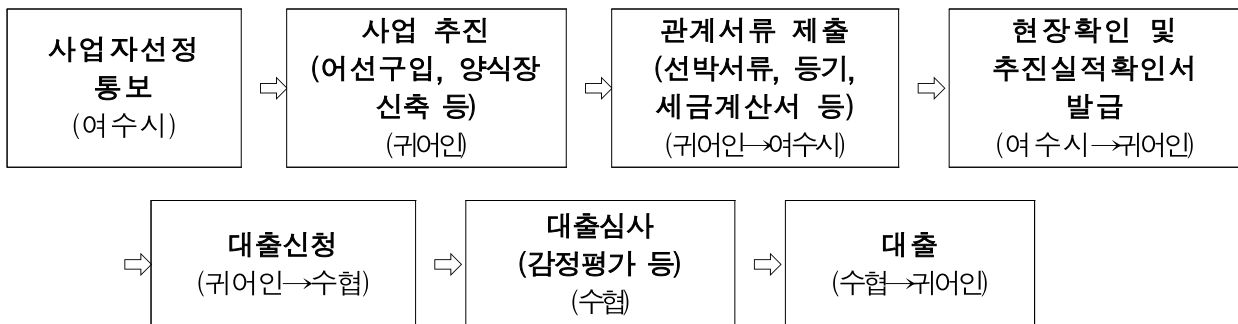 사업자선정
통보
(여수시)
⇨
사업 추진
(어선구입, 양식장
신축 등)
(귀어인)
⇨
관계서류 제출
(선박서류, 등기,
세금계산서 등)
(귀어인→여수시)
⇨
현장확인 및
추진실적확인서
발급
(여수시→귀어인)
⇨
대출신청
(귀어인→수협)
⇨
대출심사
(감정평가 등)
(수협)
⇨
대출
(수협→귀어인)